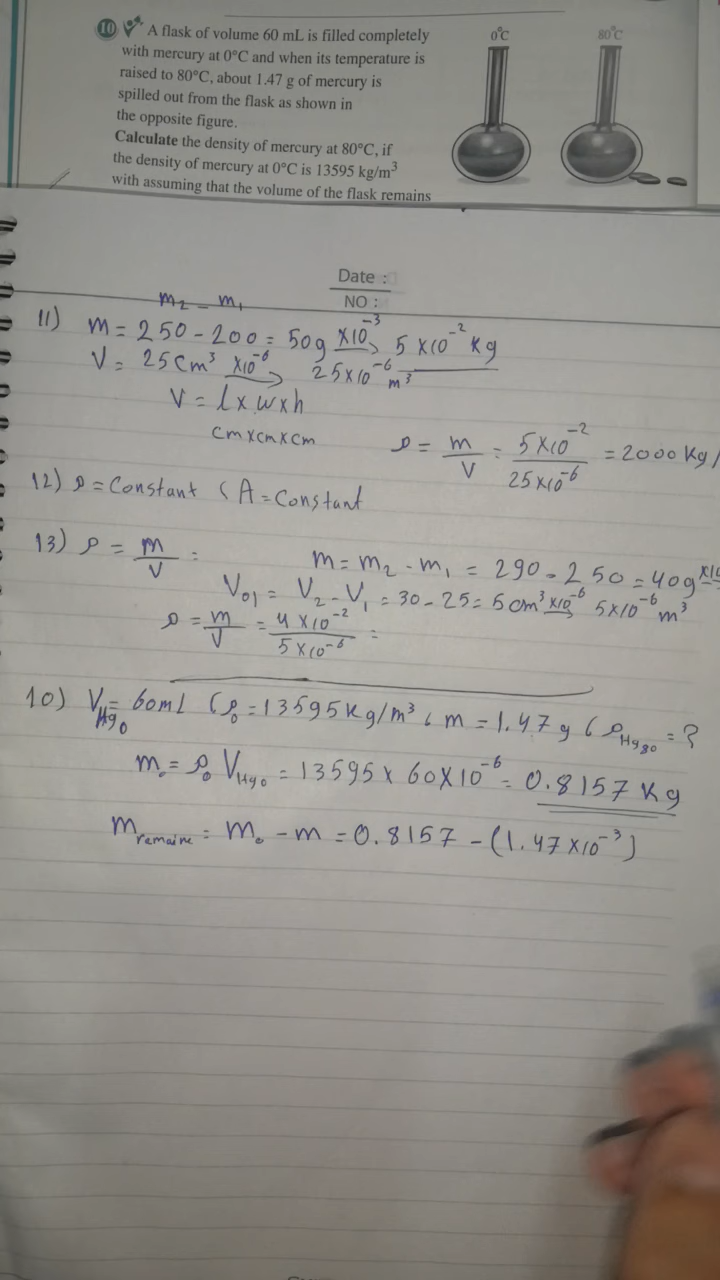 10 A flask of volume 60 mL is filled completely
with mercury at 0°C and when its temperature is
raised to 80°C, about 1.47 g of mercury is
spilled out from the flask as shown in
the opposite figure.
Calculate the density of mercury at 80°C, if
the density of mercury at 0°C is 13595 kg/m³
with assuming that the volume of the flask remains
0°C
80°C
Date :
NO :
m₂ - m₁
11) m = 250 - 200 = 50g ×10⁻³ 5 ×10⁻² Kg
V = 25 cm³ ×10⁻⁶ 25×10⁻⁶ m³
V = l × w × h
cm×cm×cm
ρ = m/V = 5×10⁻²/25×10⁻⁶ = 2000 Kg/
12) ρ = Constant ( A = Constant
13) ρ = m/V =
m = m₂ - m₁ = 290 - 250 = 40g
V₀₁ = V₂ - V₁ = 30 - 25 = 5 cm³ ×10⁻⁶ 5×10⁻⁶ m³
ρ = m/V = 4×10⁻²/5×10⁻⁶ =
10) V Hg₀ = 60ml ( ρ₀ = 13595 Kg/m³ ( m = 1.47 g ( ρ Hg₈₀ = ?
m₀ = ρ₀ V Hg₀ = 13595 × 60×10⁻⁶ = 0.8157 Kg
m remaine = m₀ - m = 0.8157 - (1.47×10⁻³)